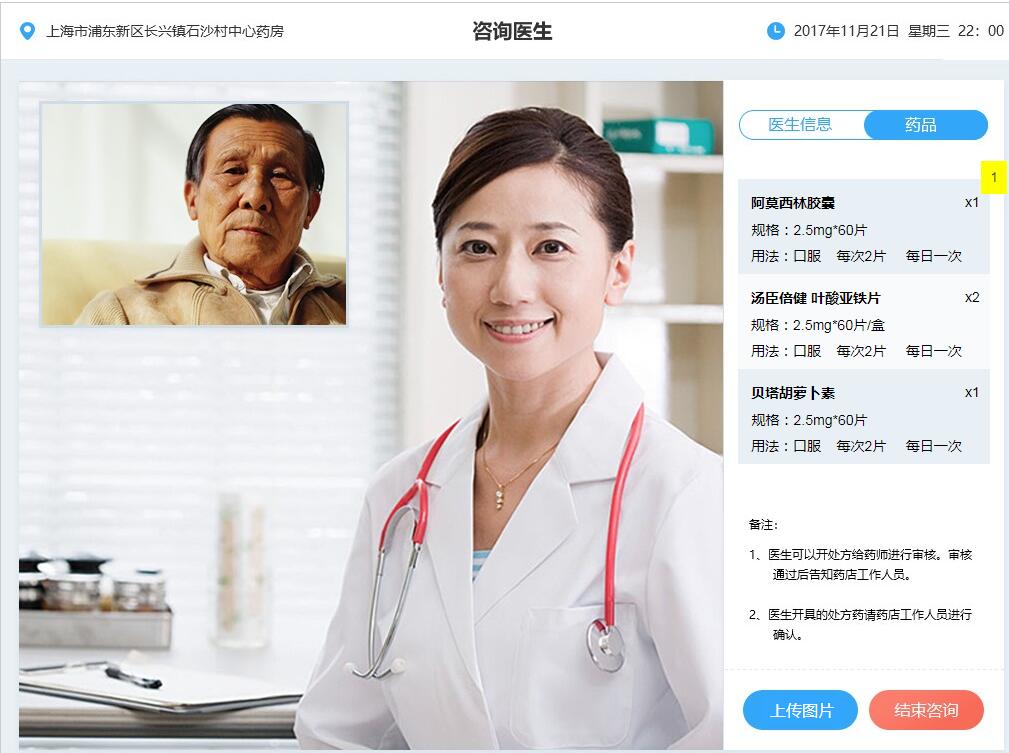 上海市浦东新区长兴镇石沙村中心药房
咨询医生
2017年11月21日 星期三 22：00
医生信息
药品
1
阿莫西林胶囊 x1
规格：2.5mg*60片
用法：口服 每次2片 每日一次
汤臣倍健 叶酸亚铁片 x2
规格：2.5mg*60片/盒
用法：口服 每次2片 每日一次
贝塔胡萝卜素 x1
规格：2.5mg*60片
用法：口服 每次2片 每日一次
备注：
1、医生可以开处方给药师进行审核。审核
通过后告知药店工作人员。
2、医生开具的处方药请药店工作人员进行
确认。
上传图片
结束咨询